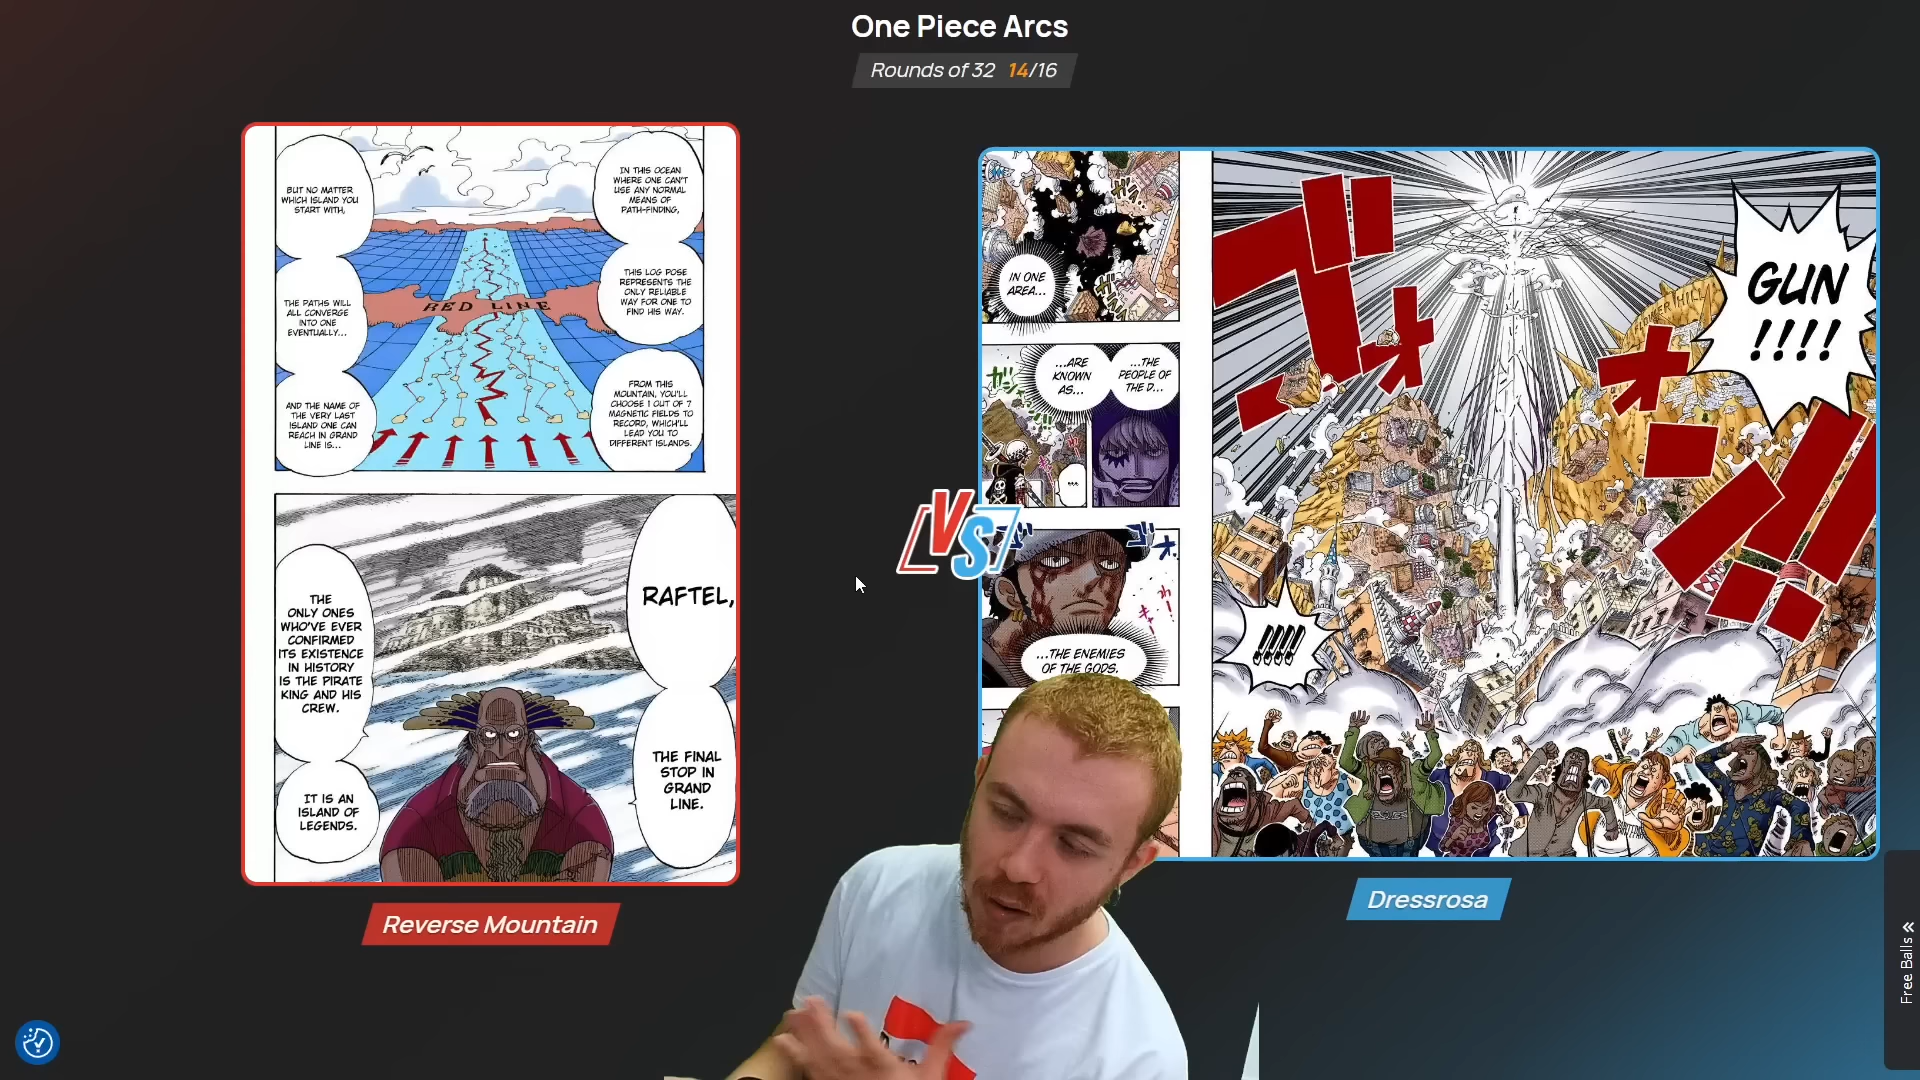 One Piece Arcs
Rounds of 32 14/16
BUT NO MATTER
WHICH ISLAND YOU
START WITH,
IN THIS OCEAN
WHERE ONE CAN'T
USE ANY NORMAL
MEANS OF
PATH-FINDING,
THE PATHS WILL
ALL CONVERGE
INTO ONE
EVENTUALLY...
THIS LOG POSE
REPRESENTS THE
ONLY RELIABLE
WAY FOR ONE TO
FIND HIS WAY.
RED LINE
AND THE NAME OF
THE VERY LAST
ISLAND ONE CAN
REACH IN GRAND
LINE IS...
FROM THIS
MOUNTAIN, YOU'LL
CHOOSE 1 OUT OF 7
MAGNETIC FIELDS TO
RECORD, WHICH'LL
LEAD YOU TO
DIFFERENT ISLANDS.
RAFTEL,
THE
ONLY ONES
WHO'VE EVER
CONFIRMED
ITS EXISTENCE
IN HISTORY
IS THE PIRATE
KING AND HIS
CREW.
THE FINAL
STOP IN
GRAND
LINE.
IT IS AN
ISLAND OF
LEGENDS.
Reverse Mountain
VS
IN ONE
AREA...
...ARE
KNOWN
AS...
...THE
PEOPLE OF
THE D...
...
...THE ENEMIES
OF THE GODS.
GUN
!!!!
ゴオオオン!!
FLOWER HILL
!!!!!
Dressrosa
Free Balls